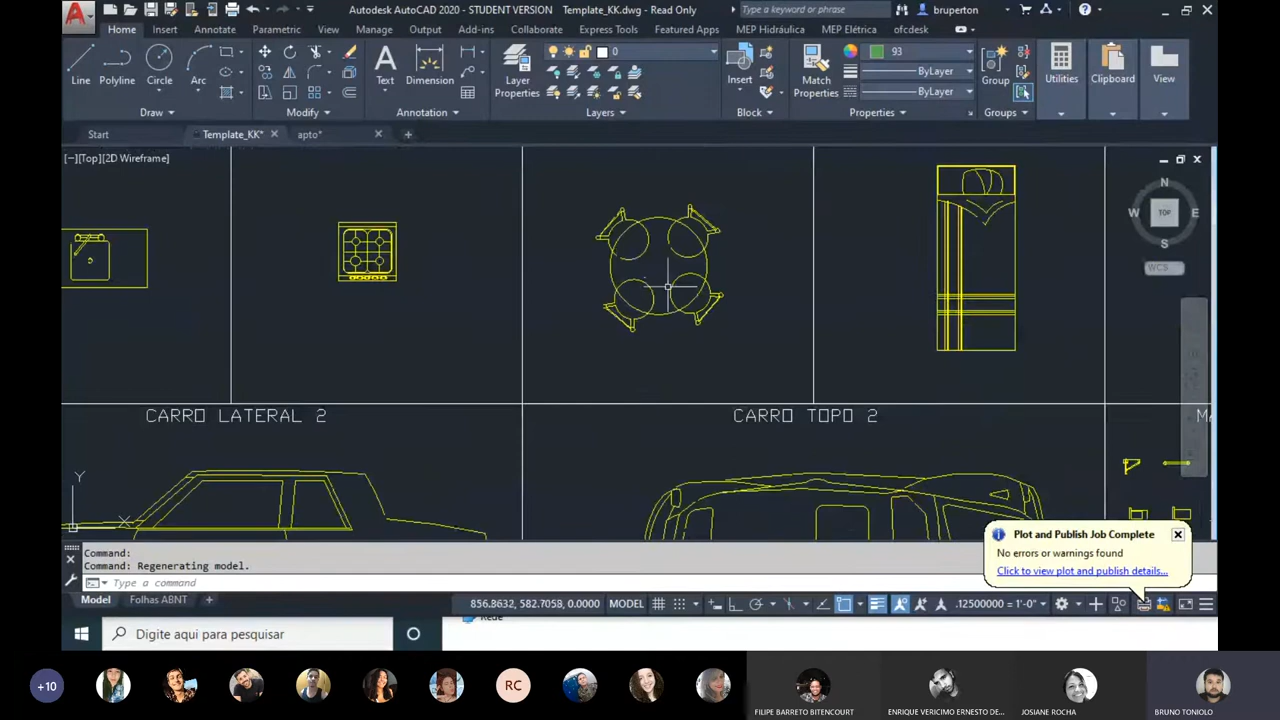 Autodesk AutoCAD 2020 - STUDENT VERSION Template_KK.dwg - Read Only
Type a keyword or phrase
bruperton
Home Insert Annotate Parametric View Manage Output Add-ins Collaborate Express Tools Featured Apps MEP Hidráulica MEP Elétrica ofcdesk
0
93
ByLayer
ByLayer
Line Polyline Circle Arc
Text Dimension
Layer Properties
Insert
Match Properties
Group
Utilities
Clipboard
View
Draw Modify Annotation Layers Block Properties Groups
Start Template_KK* apto*
[−][Top][2D Wireframe]
N
W TOP E
S
WCS
CARRO LATERAL 2
CARRO TOPO 2
Y
X
Plot and Publish Job Complete
No errors or warnings found
Click to view plot and publish details...
Command:
Command: Regenerating model.
Type a command
Model Folhas ABNT
856.8632, 582.7058, 0.0000 MODEL
.12500000 = 1'-0"
Rede
Digite aqui para pesquisar
+10
RC
FILIPE BARRETO BITENCOURT
ENRIQUE VERICIMO ERNESTO DE...
JOSIANE ROCHA
BRUNO TONIOLO